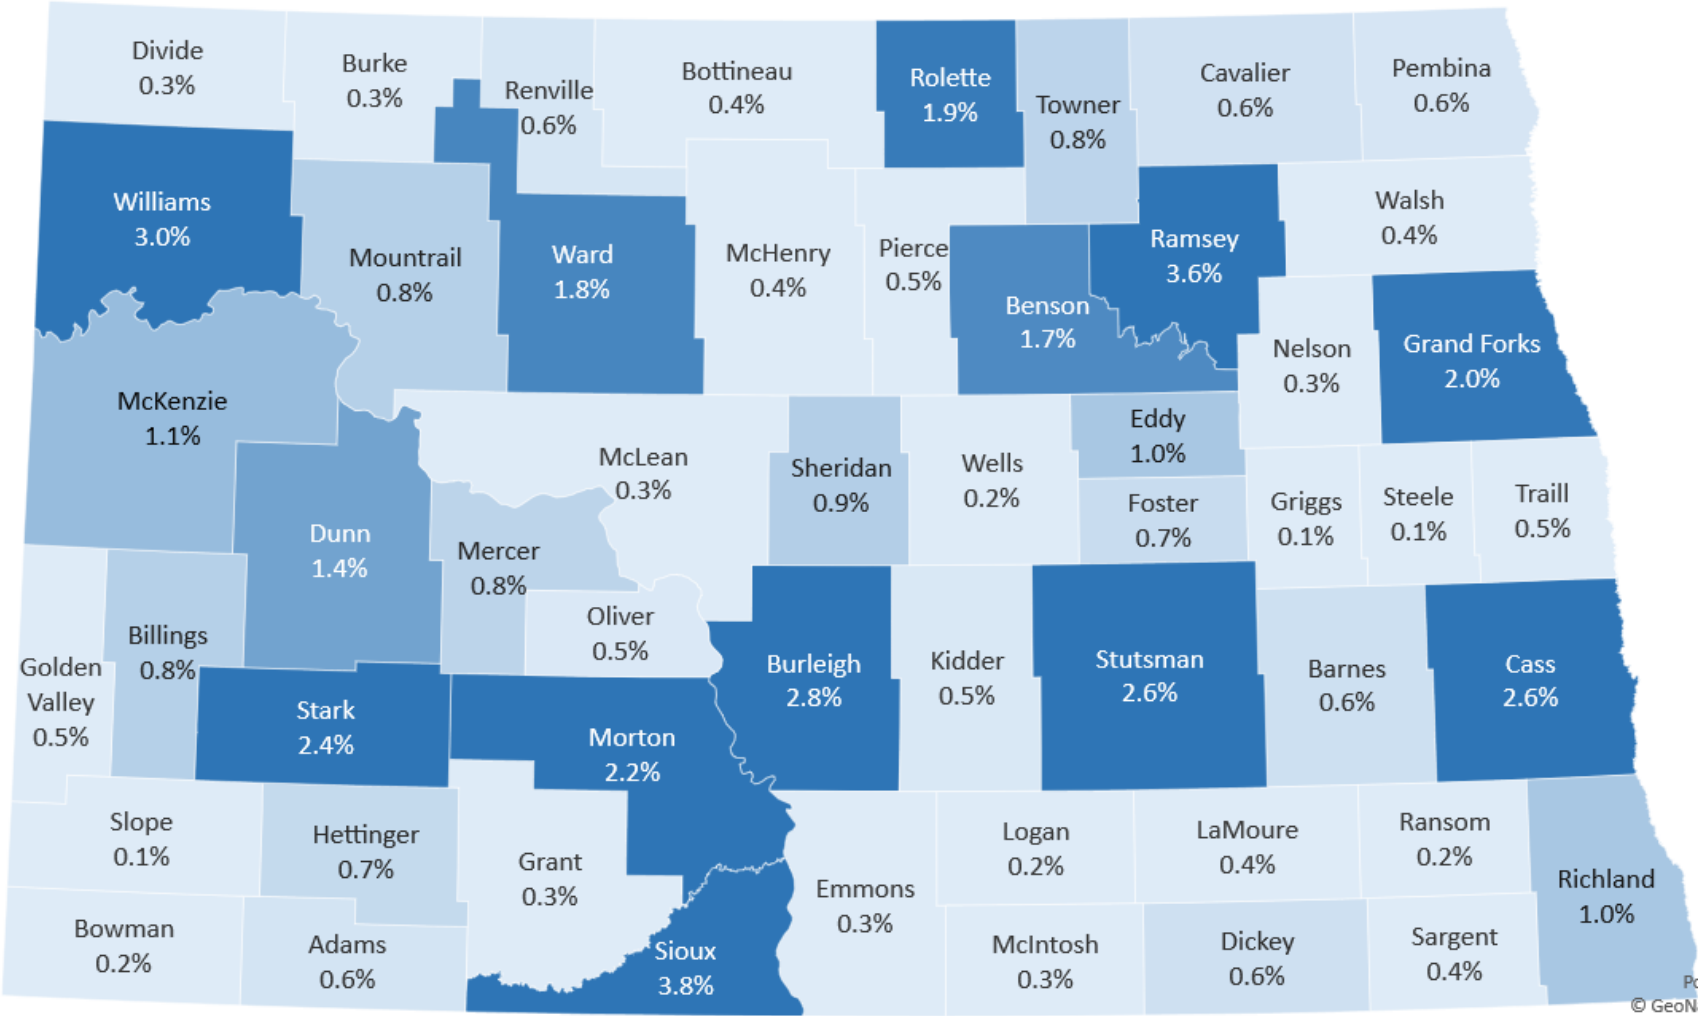 Divide
0.3%
Burke
0.3%
Renville
0.6%
Bottineau
0.4%
Rolette
1.9%
Towner
0.8%
Cavalier
0.6%
Pembina
0.6%
Williams
3.0%
Mountrail
0.8%
Ward
1.8%
McHenry
0.4%
Pierce
0.5%
Benson
1.7%
Ramsey
3.6%
Walsh
0.4%
Nelson
0.3%
Grand Forks
2.0%
McKenzie
1.1%
Dunn
1.4%
McLean
0.3%
Mercer
0.8%
Oliver
0.5%
Sheridan
0.9%
Wells
0.2%
Eddy
1.0%
Foster
0.7%
Griggs
0.1%
Steele
0.1%
Traill
0.5%
Golden
Valley
0.5%
Billings
0.8%
Stark
2.4%
Morton
2.2%
Burleigh
2.8%
Kidder
0.5%
Stutsman
2.6%
Barnes
0.6%
Cass
2.6%
Slope
0.1%
Hettinger
0.7%
Grant
0.3%
Emmons
0.3%
Logan
0.2%
LaMoure
0.4%
Ransom
0.2%
Richland
1.0%
Bowman
0.2%
Adams
0.6%
Sioux
3.8%
McIntosh
0.3%
Dickey
0.6%
Sargent
0.4%
© GeoN